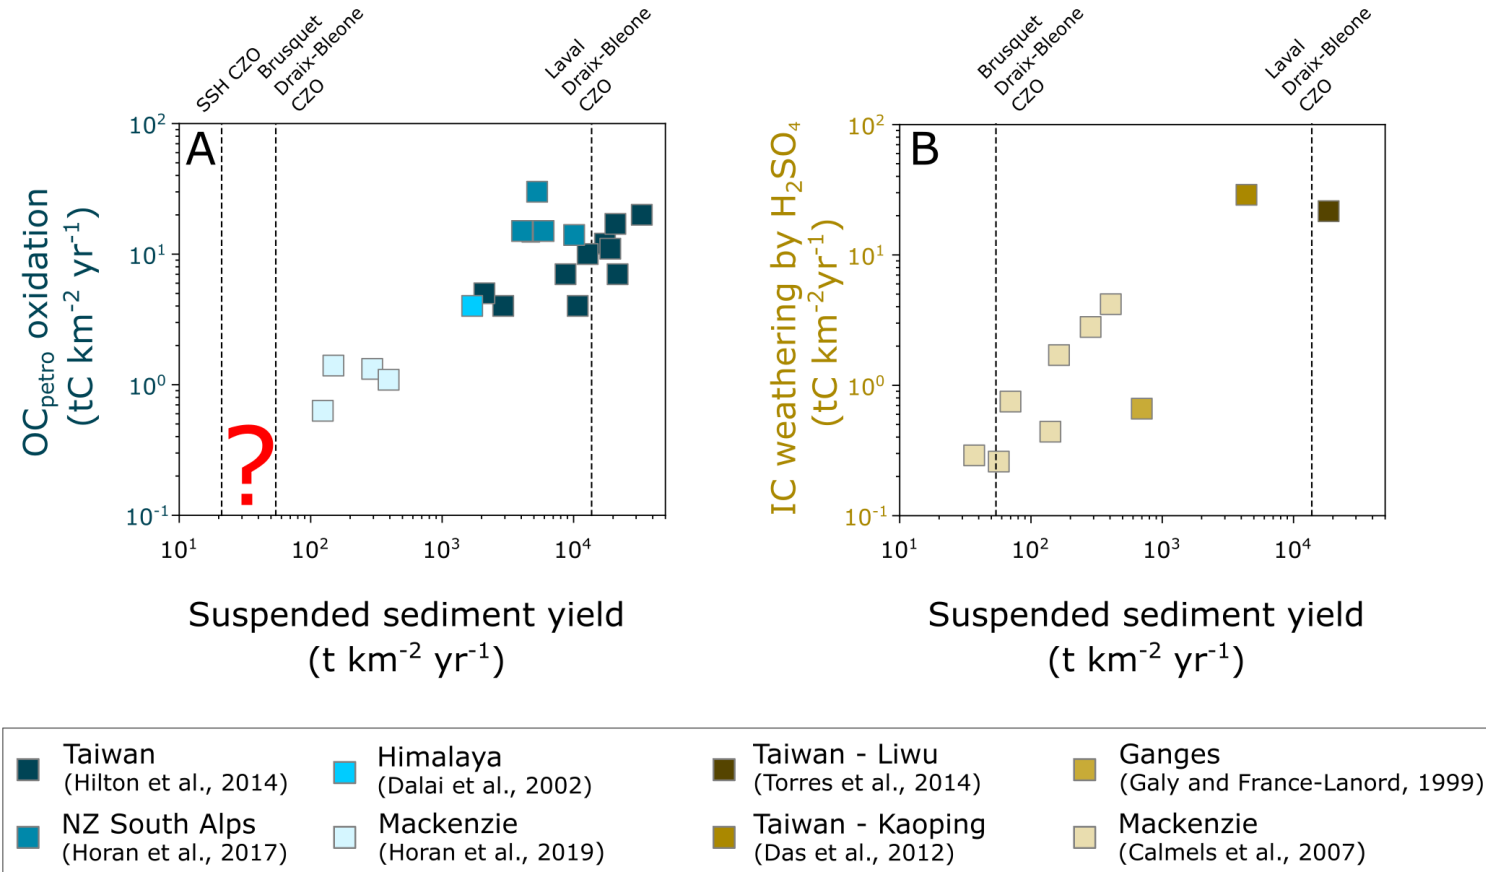 SSH CZO
Brusquet
Draix-Bleone
CZO
Laval
Draix-Bleone
CZO
A
OCpetro oxidation
(tC km-2 yr-1)
10²
10¹
10⁰
10-1
10¹ 10² 10³ 10⁴
?
Suspended sediment yield
(t km-2 yr-1)
Brusquet
Draix-Bleone
CZO
Laval
Draix-Bleone
CZO
B
IC weathering by H2SO4
(tC km-2yr-1)
10²
10¹
10⁰
10-1
10¹ 10² 10³ 10⁴
Suspended sediment yield
(t km-2 yr-1)
Taiwan
(Hilton et al., 2014)
NZ South Alps
(Horan et al., 2017)
Himalaya
(Dalai et al., 2002)
Mackenzie
(Horan et al., 2019)
Taiwan - Liwu
(Torres et al., 2014)
Taiwan - Kaoping
(Das et al., 2012)
Ganges
(Galy and France-Lanord, 1999)
Mackenzie
(Calmels et al., 2007)